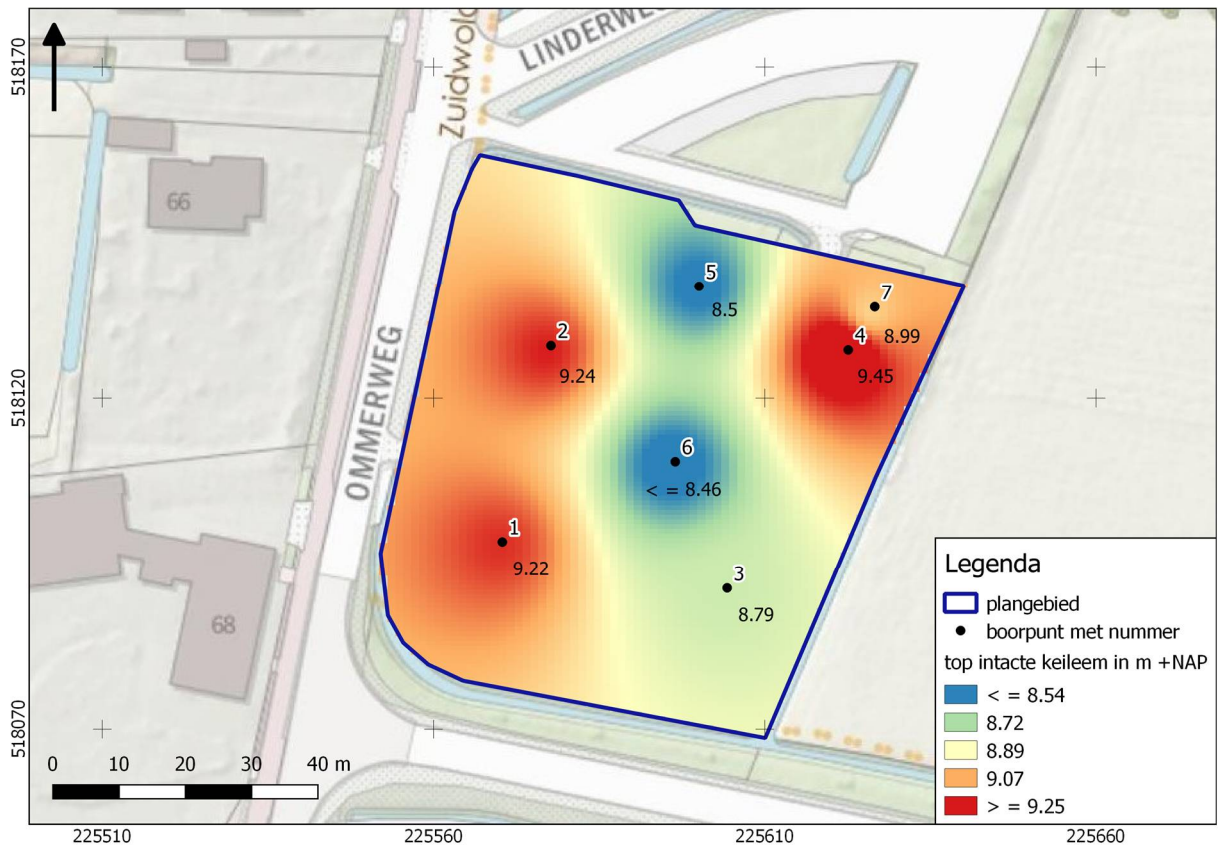 518170
518120
518070
Zuidwold
LINDERWEG
66
5
8.5
7
8.99
2
9.24
4
9.45
OMMERWEG
6
< = 8.46
1
9.22
3
8.79
68
Legenda
plangebied
boorpunt met nummer
top intacte keileem in m +NAP
< = 8.54
8.72
8.89
9.07
> = 9.25
0 10 20 30 40 m
225510 225560 225610 225660